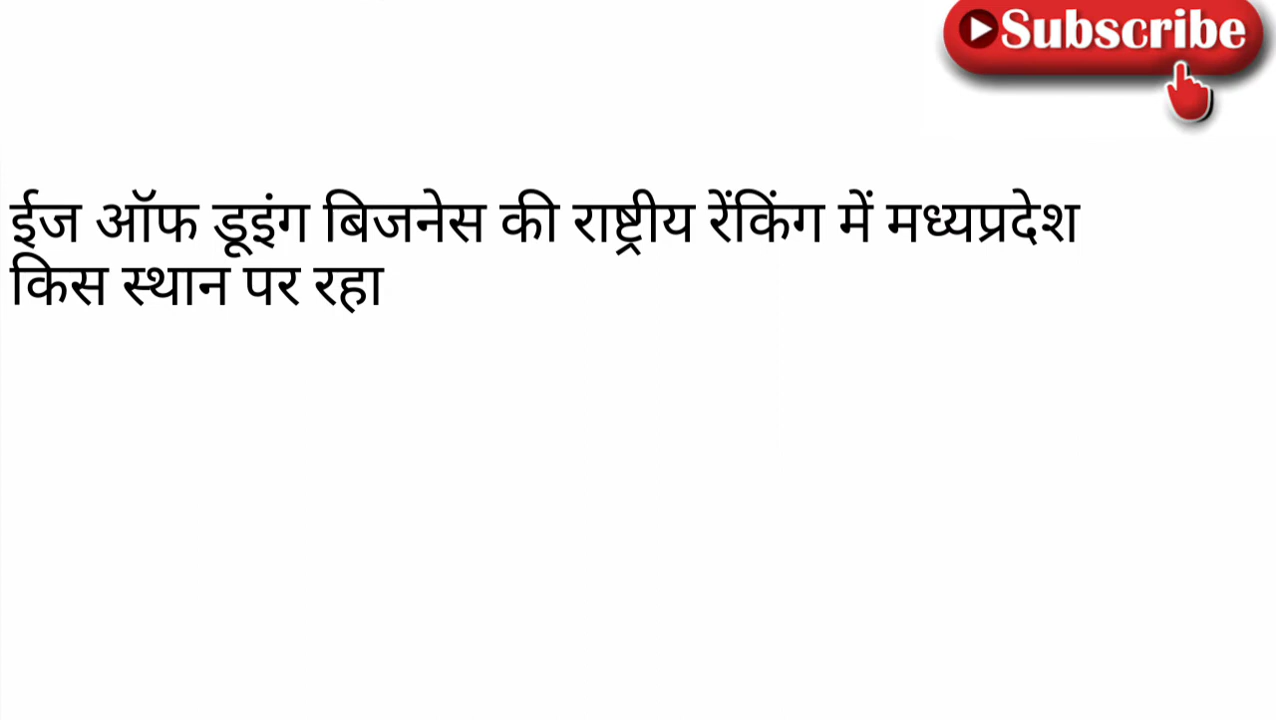 Subscribe
ईज ऑफ डूइंग बिजनेस की राष्ट्रीय रेंकिंग में मध्यप्रदेश
किस स्थान पर रहा